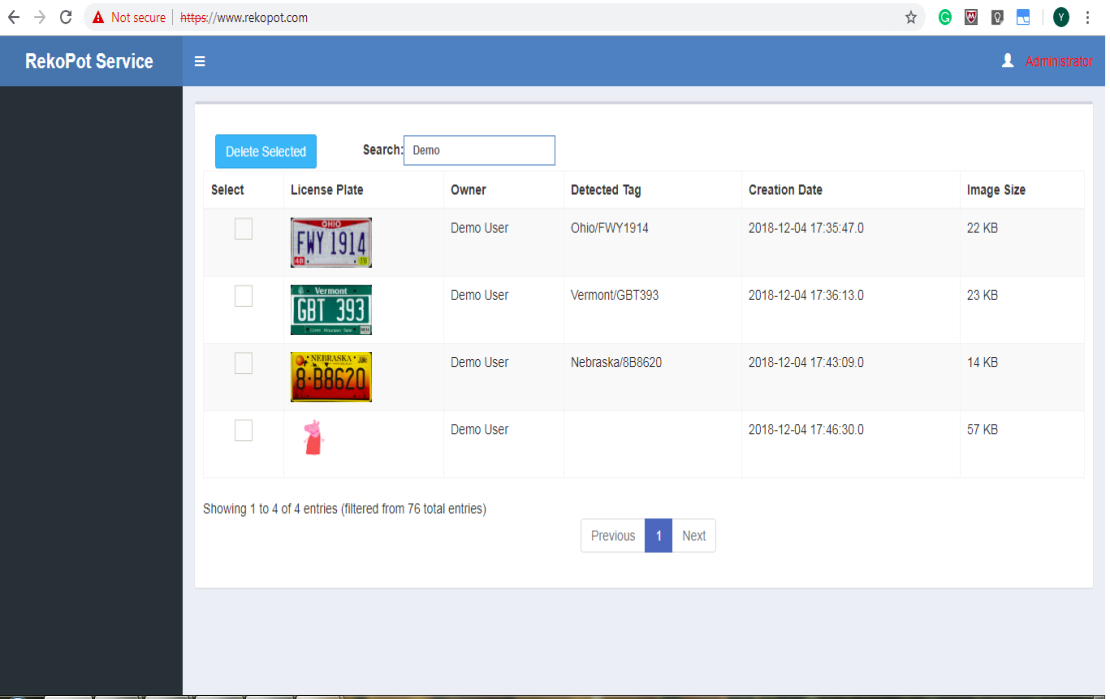 Not secure https://www.rekopot.com
Y
RekoPot Service
Administrator
Delete Selected Search: Demo
Select License Plate Owner Detected Tag Creation Date Image Size
OHIO
FWY 1914
Demo User Ohio/FWY1914 2018-12-04 17:35:47.0 22 KB
Vermont
GBT 393
Green Mountain State
Demo User Vermont/GBT393 2018-12-04 17:36:13.0 23 KB
NEBRASKA
8·B8620
Demo User Nebraska/8B8620 2018-12-04 17:43:09.0 14 KB
Demo User 2018-12-04 17:46:30.0 57 KB
Showing 1 to 4 of 4 entries (filtered from 76 total entries)
Previous 1 Next